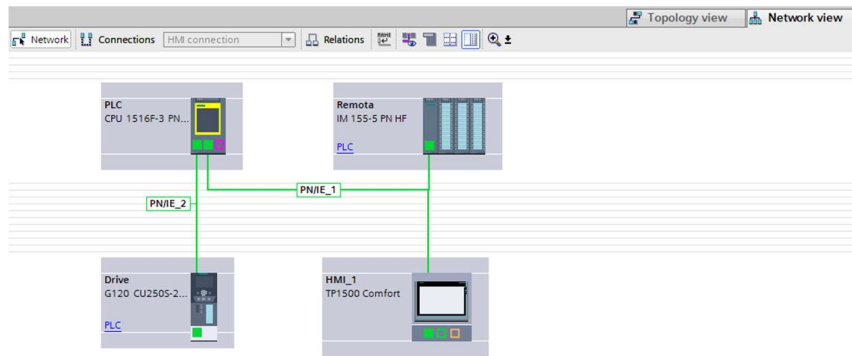 Topology view
Network view
Network
Connections
HMI connection
Relations
PLC
CPU 1516F-3 PN...
Remota
IM 155-5 PN HF
PLC
PN/IE_1
PN/IE_2
Drive
G120 CU250S-2...
PLC
HMI_1
TP1500 Comfort